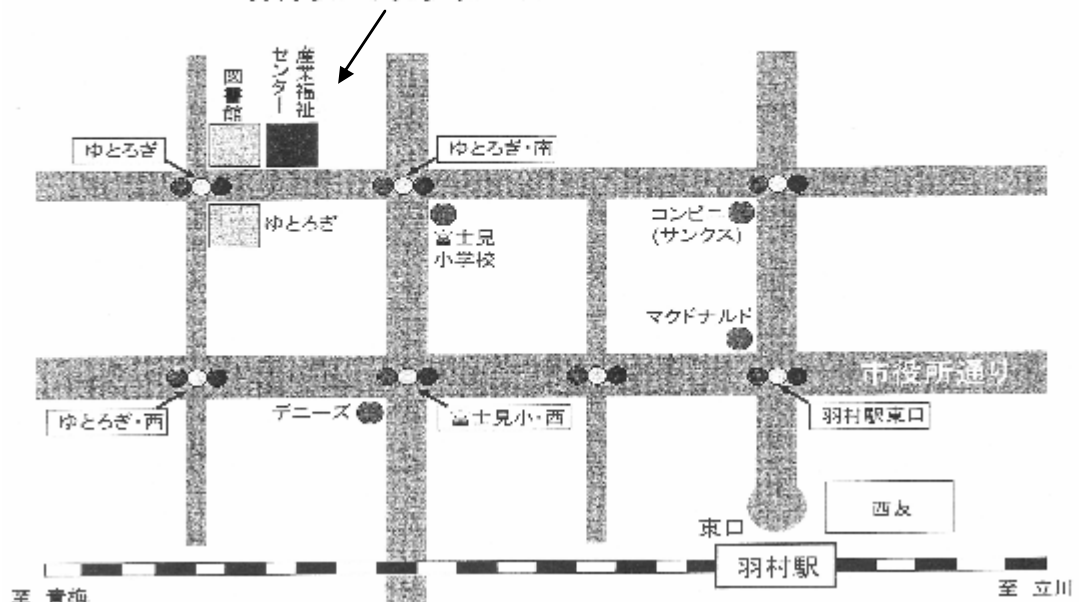 産業福祉
センター
図書館
ゆとろぎ
ゆとろぎ・南
ゆとろぎ
富士見
小学校
コンビニ
(サンクス)
マクドナルド
市役所通り
ゆとろぎ・西
デニーズ
富士見小・西
羽村駅東口
西友
東口
羽村駅
至 青梅
至 立川